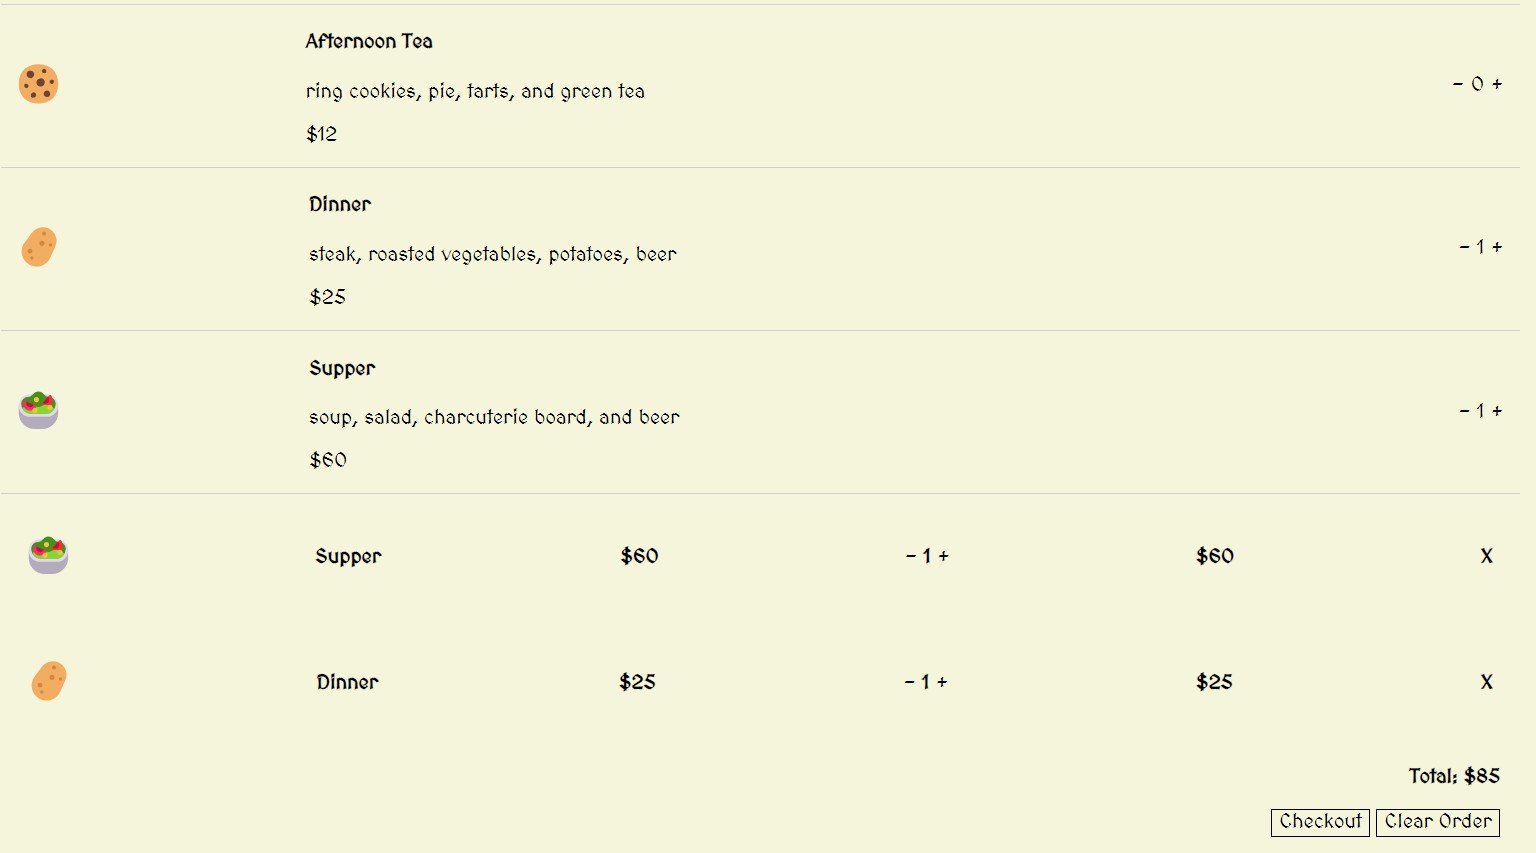 Afternoon Tea
ring cookies, pie, tarts, and green tea
$12
- 0 +
Dinner
steak, roasted vegetables, potatoes, beer
$25
- 1 +
Supper
soup, salad, charcuterie board, and beer
$60
- 1 +
Supper $60 - 1 + $60 X
Dinner $25 - 1 + $25 X
Total: $85
Checkout Clear Order